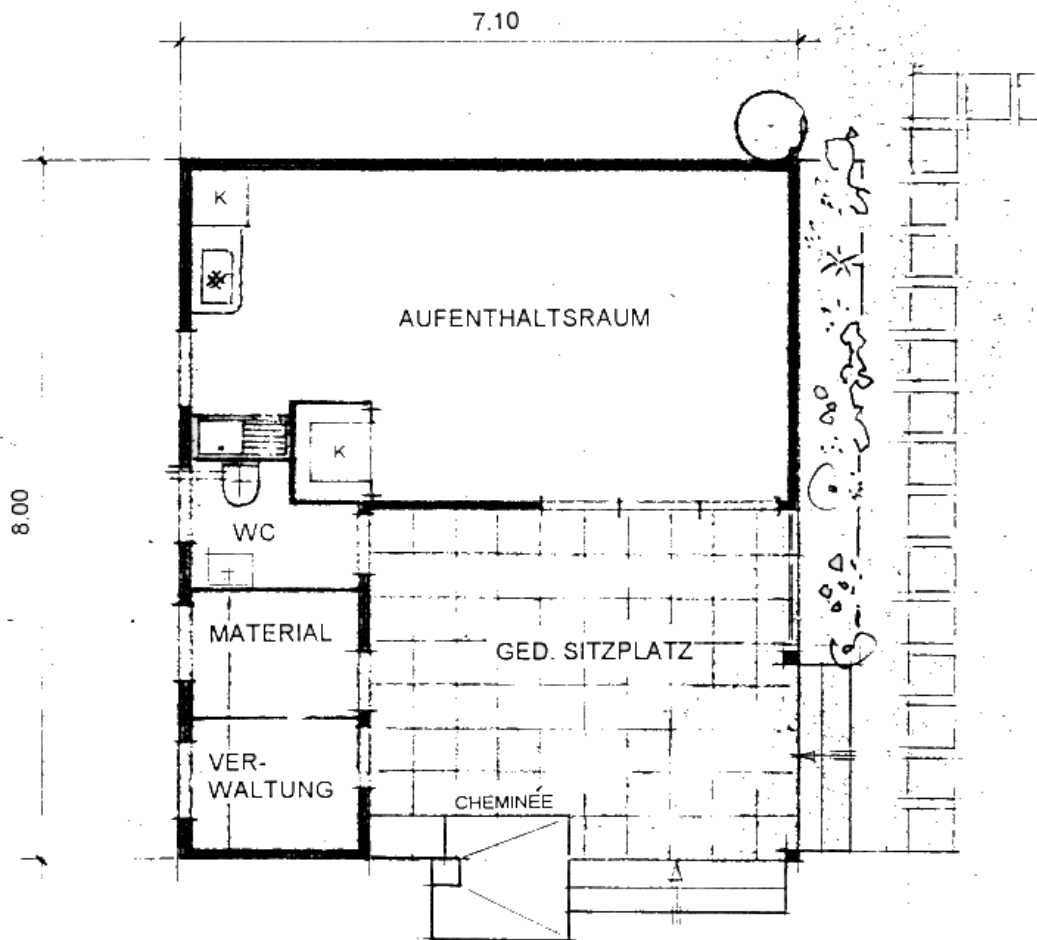 7.10
K
AUFENTHALTSRAUM
K
8.00
WC
MATERIAL
GED. SITZPLATZ
VER-
WALTUNG
CHEMINÉE